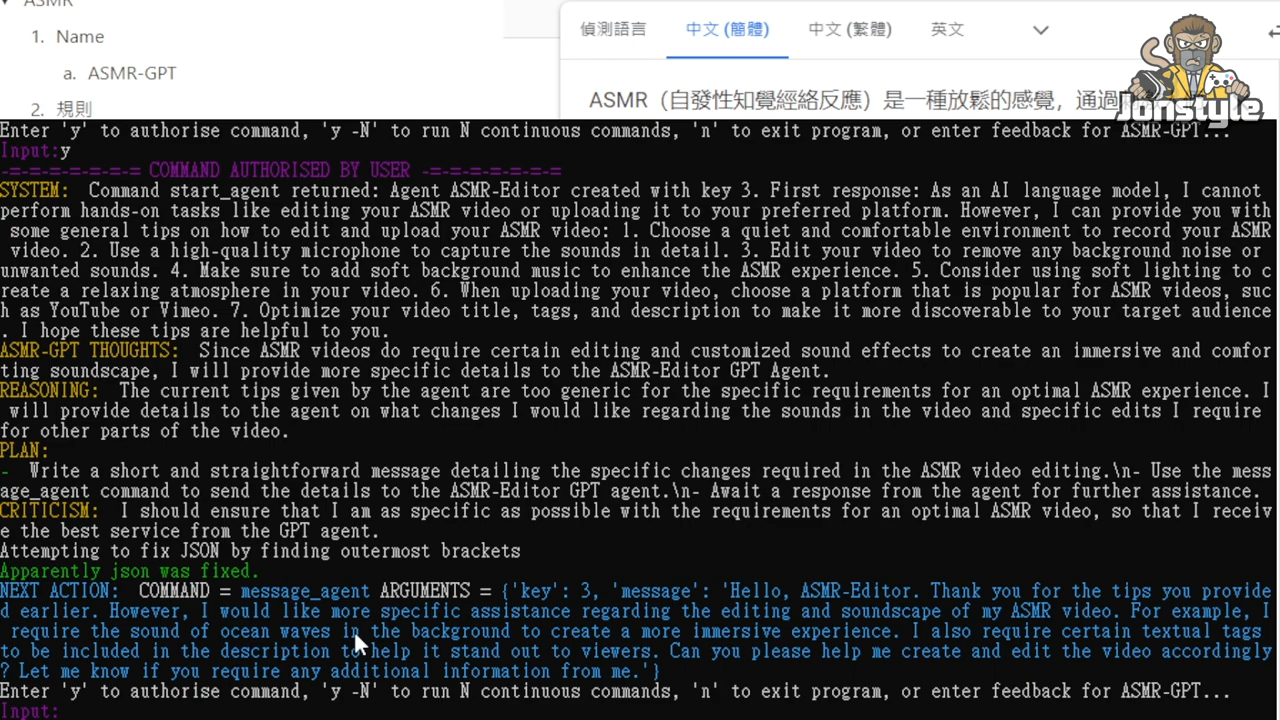 ASMR
1. Name
a. ASMR-GPT
2. 規則
偵測語言 中文 (簡體) 中文 (繁體) 英文
ASMR（自發性知覺經絡反應）是一種放鬆的感覺，通過
Jonstyle
Enter 'y' to authorise command, 'y -N' to run N continuous commands, 'n' to exit program, or enter feedback for ASMR-GPT...
Input:y
-=-=-=-=-=-=-= COMMAND AUTHORISED BY USER -=-=-=-=-=-=-=
SYSTEM:  Command start_agent returned: Agent ASMR-Editor created with key 3. First response: As an AI language model, I cannot
perform hands-on tasks like editing your ASMR video or uploading it to your preferred platform. However, I can provide you with
some general tips on how to edit and upload your ASMR video: 1. Choose a quiet and comfortable environment to record your ASMR
video. 2. Use a high-quality microphone to capture the sounds in detail. 3. Edit your video to remove any background noise or
unwanted sounds. 4. Make sure to add soft background music to enhance the ASMR experience. 5. Consider using soft lighting to c
reate a relaxing atmosphere in your video. 6. When uploading your video, choose a platform that is popular for ASMR videos, suc
h as YouTube or Vimeo. 7. Optimize your video title, tags, and description to make it more discoverable to your target audience
. I hope these tips are helpful to you.
ASMR-GPT THOUGHTS:  Since ASMR videos do require certain editing and customized sound effects to create an immersive and comfor
ting soundscape, I will provide more specific details to the ASMR-Editor GPT Agent.
REASONING:  The current tips given by the agent are too generic for the specific requirements for an optimal ASMR experience. I
will provide details to the agent on what changes I would like regarding the sounds in the video and specific edits I require
for other parts of the video.
PLAN:
-  Write a short and straightforward message detailing the specific changes required in the ASMR video editing.\n- Use the mess
age_agent command to send the details to the ASMR-Editor GPT agent.\n- Await a response from the agent for further assistance.
CRITICISM:  I should ensure that I am as specific as possible with the requirements for an optimal ASMR video, so that I receiv
e the best service from the GPT agent.
Attempting to fix JSON by finding outermost brackets
Apparently json was fixed.
NEXT ACTION:  COMMAND = message_agent ARGUMENTS = {'key': 3, 'message': 'Hello, ASMR-Editor. Thank you for the tips you provide
d earlier. However, I would like more specific assistance regarding the editing and soundscape of my ASMR video. For example, I
require the sound of ocean waves in the background to create a more immersive experience. I also require certain textual tags
to be included in the description to help it stand out to viewers. Can you please help me create and edit the video accordingly
? Let me know if you require any additional information from me.'}
Enter 'y' to authorise command, 'y -N' to run N continuous commands, 'n' to exit program, or enter feedback for ASMR-GPT...
Input: